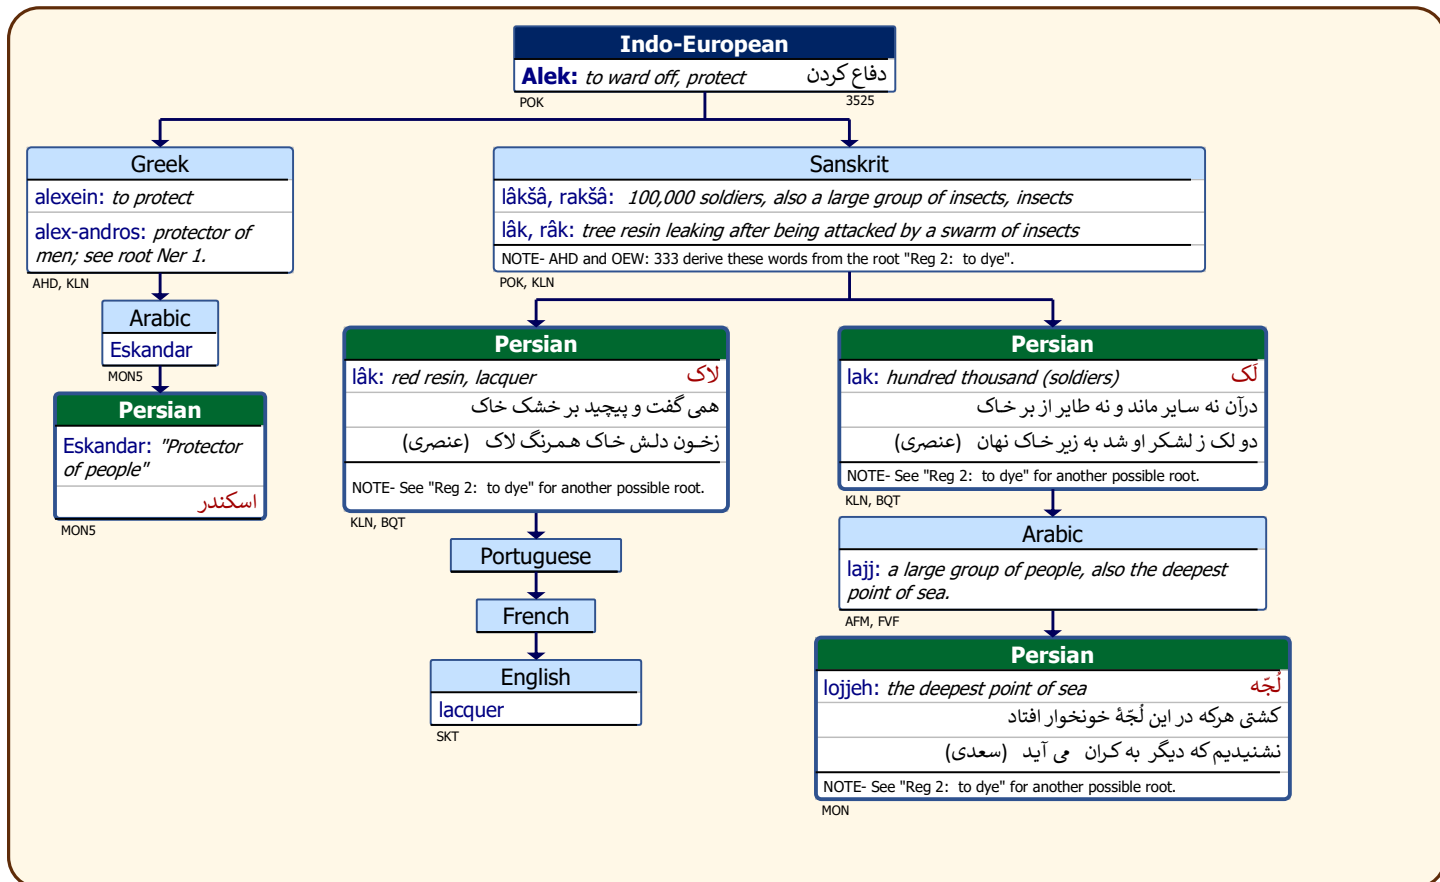 Indo-European
Alek: to ward off, protect دفاع کردن
POK 3525
Greek
alexein: to protect
alex-andros: protector of
men; see root Ner 1.
AHD, KLN
Arabic
Eskandar
MON5
Persian
Eskandar: "Protector
of people"
اسکندر
MON5
Sanskrit
lâkšâ, rakšâ: 100,000 soldiers, also a large group of insects, insects
lâk, râk: tree resin leaking after being attacked by a swarm of insects
NOTE- AHD and OEW: 333 derive these words from the root "Reg 2: to dye".
POK, KLN
Persian
lâk: red resin, lacquer لاک
همی گفت و پیچید بر خشک خاک
زخـون دلـش خـاک همـرنگ لاک (عنصری)
NOTE- See "Reg 2: to dye" for another possible root.
KLN, BQT
Portuguese
French
English
lacquer
SKT
Persian
lak: hundred thousand (soldiers) لَک
درآن نه سـایر ماند و نه طایر از بر خـاک
دو لک ز لشکر او شد به زیر خـاک نهان (عنصری)
NOTE- See "Reg 2: to dye" for another possible root.
KLN, BQT
Arabic
lajj: a large group of people, also the deepest
point of sea.
AFM, FVF
Persian
lojjeh: the deepest point of sea لُجّه
کشتی هرکه در این لُجّهٔ خونخوار افتاد
نشنیدیم که دیگر به کـران می آید (سعدی)
NOTE- See "Reg 2: to dye" for another possible root.
MON